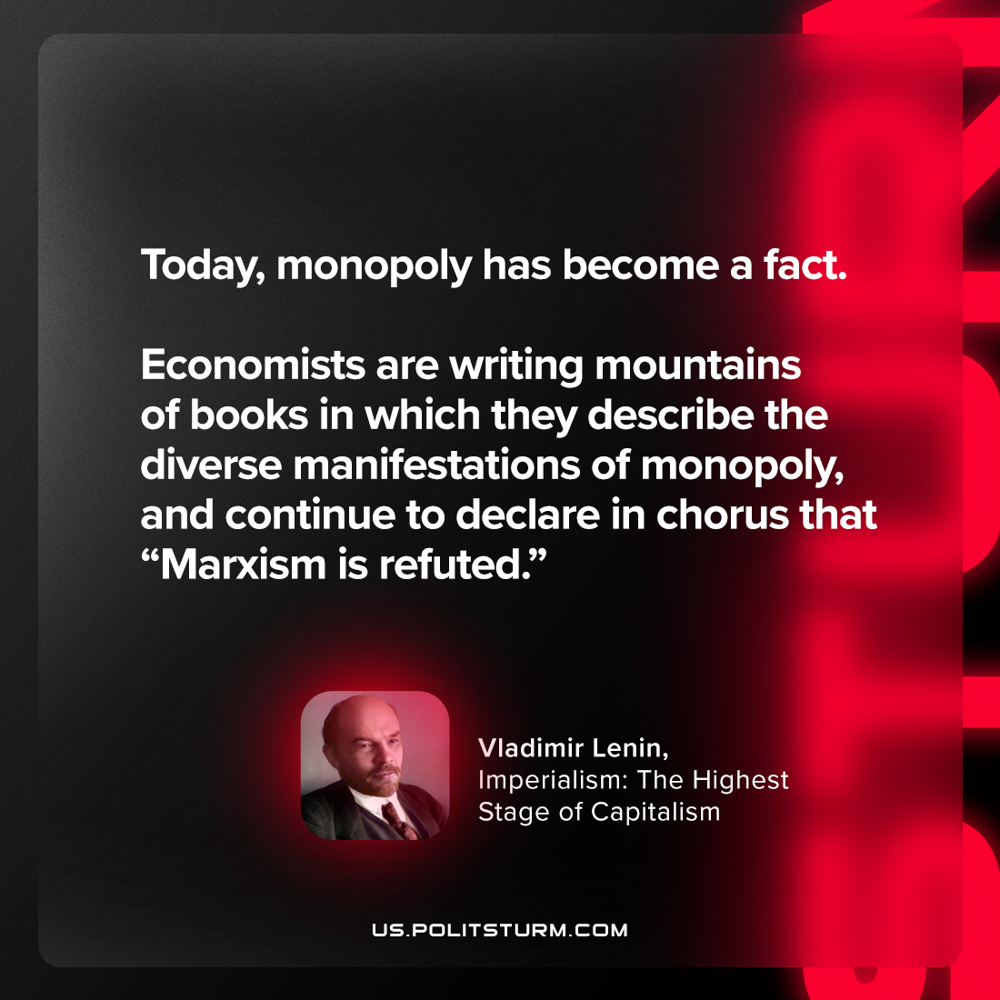 Today, monopoly has become a fact.
Economists are writing mountains
of books in which they describe the
diverse manifestations of monopoly,
and continue to declare in chorus that
“Marxism is refuted.”
Vladimir Lenin,
Imperialism: The Highest
Stage of Capitalism
US.POLITSTURM.COM